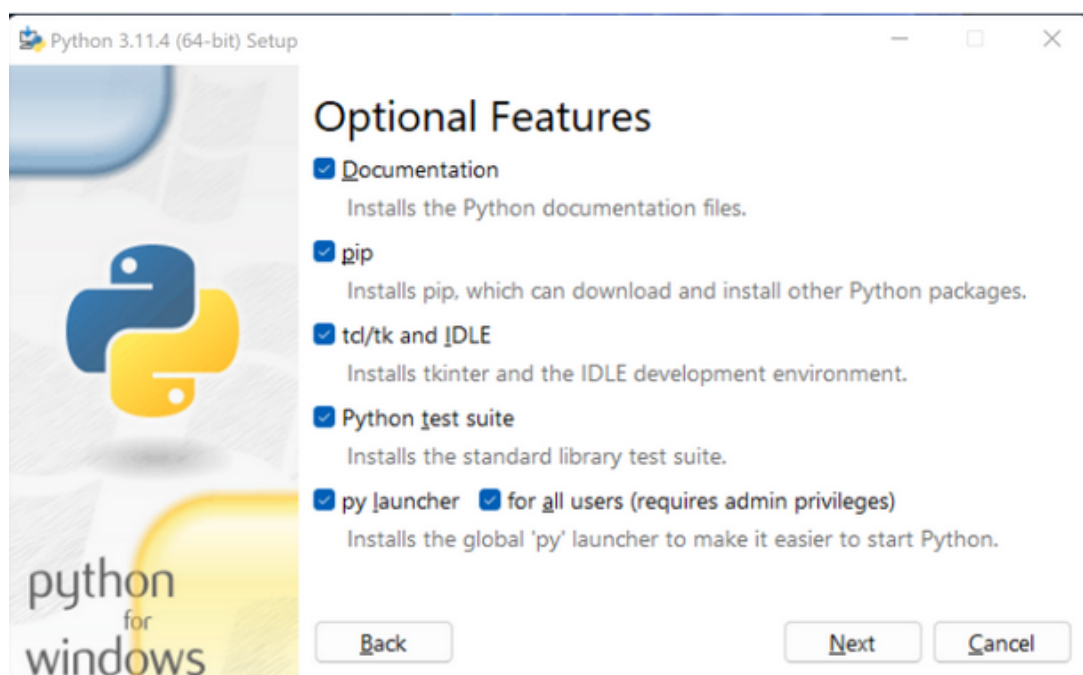 Python 3.11.4 (64-bit) Setup
Optional Features
Documentation
Installs the Python documentation files.
pip
Installs pip, which can download and install other Python packages.
tcl/tk and IDLE
Installs tkinter and the IDLE development environment.
Python test suite
Installs the standard library test suite.
py launcher for all users (requires admin privileges)
Installs the global 'py' launcher to make it easier to start Python.
python
for
windows
Back Next Cancel